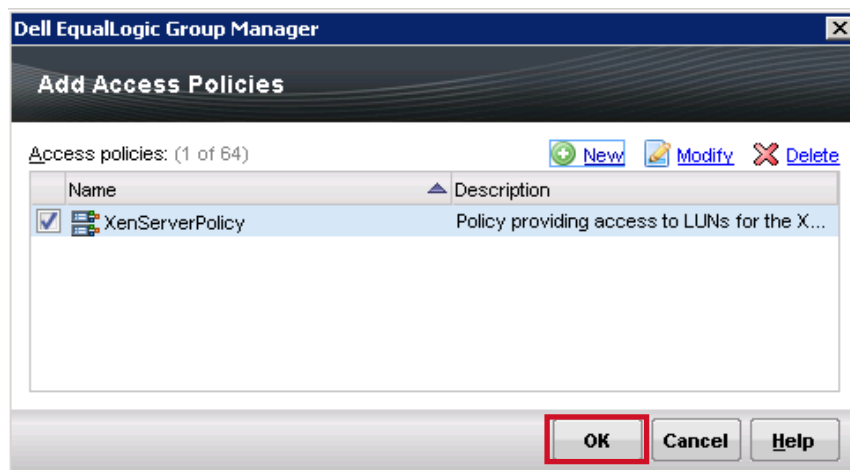 Dell EqualLogic Group Manager
Add Access Policies
Access policies: (1 of 64) New Modify Delete
Name Description
XenServerPolicy Policy providing access to LUNs for the X...
OK Cancel Help